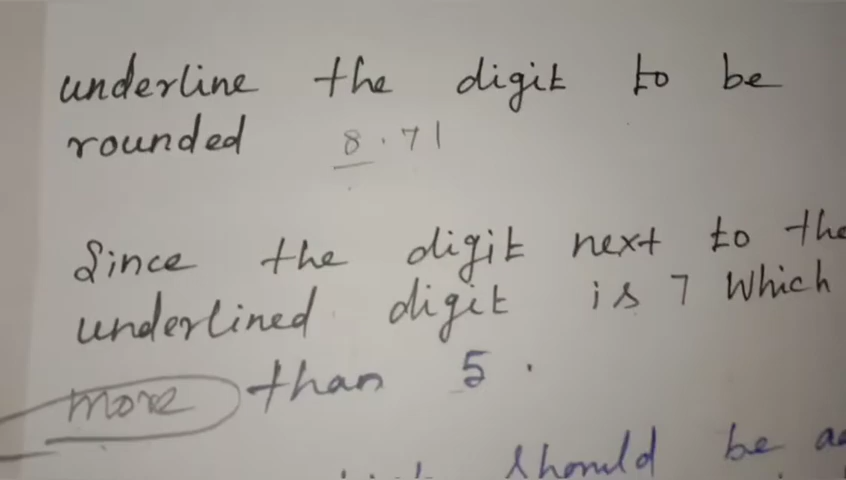 underline the digit to be
rounded 8.71
Since the digit next to the
underlined digit is 7 which
more than 5.
should be